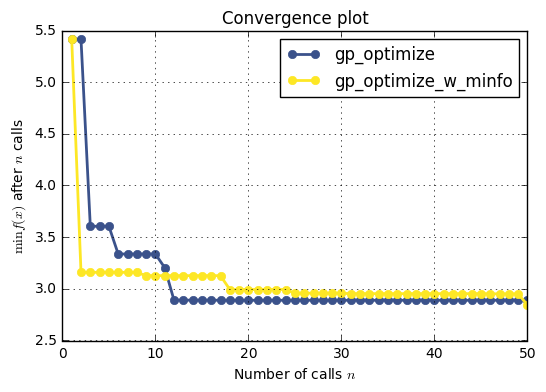 Convergence plot
gp_optimize
gp_optimize_w_minfo
min f(x) after n calls
5.5
5.0
4.5
4.0
3.5
3.0
2.5
0 10 20 30 40 50
Number of calls n